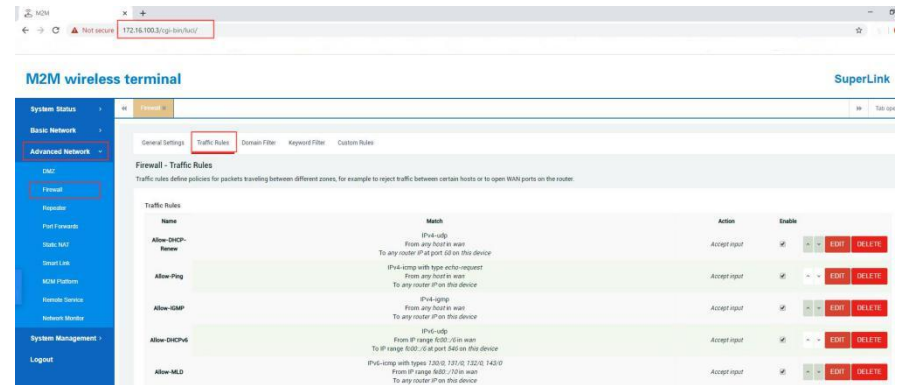 M2M
Not secure
172.16.100.3/cgi-bin/luci/
M2M wireless terminal
SuperLink
System Status
Firewall
Tab ope
Basic Network
Advanced Network
General Settings Traffic Rules Domain Filter Keyword Filter Custom Rules
DMZ
Firewall - Traffic Rules
Traffic rules define policies for packets traveling between different zones, for example to reject traffic between certain hosts or to open WAN ports on the router.
Firewall
Repeater
Port Forwards
Static NAT
Smart Link
M2M Platform
Remote Service
Network Monitor
System Management
Logout
Traffic Rules
Name Match Action Enable
Allow-DHCP-
Renew
IPv4-udp
From any host in wan
To any router IP at port 68 on this device
Accept input
EDIT DELETE
Allow-Ping
IPv4-icmp with type echo-request
From any host in wan
To any router IP on this device
Accept input
EDIT DELETE
Allow-IGMP
IPv4-igmp
From any host in wan
To any router IP on this device
Accept input
EDIT DELETE
Allow-DHCPv6
IPv6-udp
From IP range fc00::/6 in wan
To IP range fc00::/6 at port 546 on this device
Accept input
EDIT DELETE
Allow-MLD
IPv6-icmp with types 130/0, 131/0, 132/0, 143/0
From IP range fe80::/10 in wan
To any router IP on this device
Accept input
EDIT DELETE